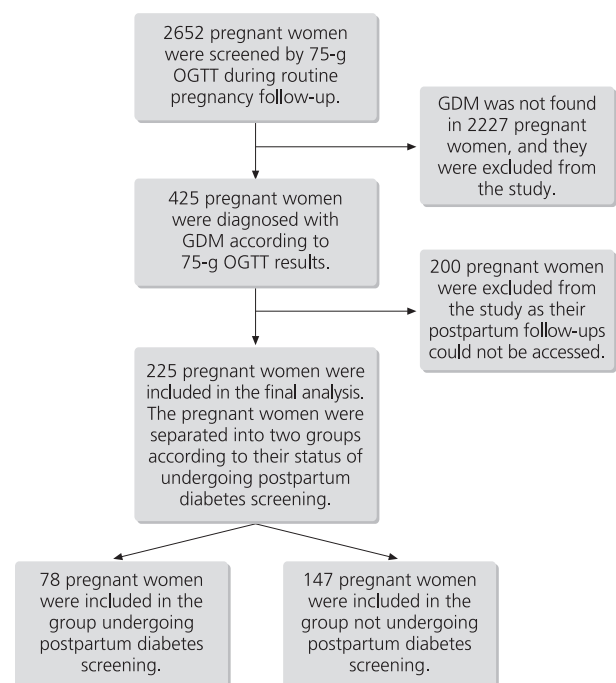 2652 pregnant women
were screened by 75-g
OGTT during routine
pregnancy follow-up.
GDM was not found
in 2227 pregnant
women, and they
were excluded from
the study.
425 pregnant women
were diagnosed with
GDM according to
75-g OGTT results.
200 pregnant women
were excluded from
the study as their
postpartum follow-ups
could not be accessed.
225 pregnant women were
included in the final analysis.
The pregnant women were
separated into two groups
according to their status of
undergoing postpartum
diabetes screening.
78 pregnant women
were included in the
group undergoing
postpartum diabetes
screening.
147 pregnant women
were included in the
group not undergoing
postpartum diabetes
screening.